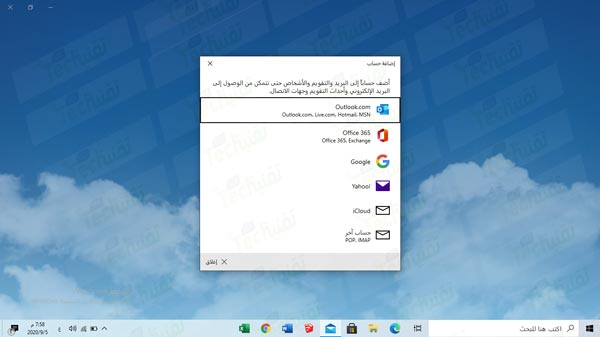 إضافة حساب
أضف حساباً إلى البريد والتقويم والأشخاص حتى تتمكن من الوصول إلى
البريد الإلكتروني وأحداث التقويم وجهات الاتصال.
Outlook.com
Outlook.com، Live.com، Hotmail، MSN
Office 365
Office 365، Exchange
Google
Yahoo!
iCloud
حساب آخر
POP، IMAP
إغلاق
اكتب هنا للبحث
ع
7:58 م
2020/9/5
تقنيتك
Techunit